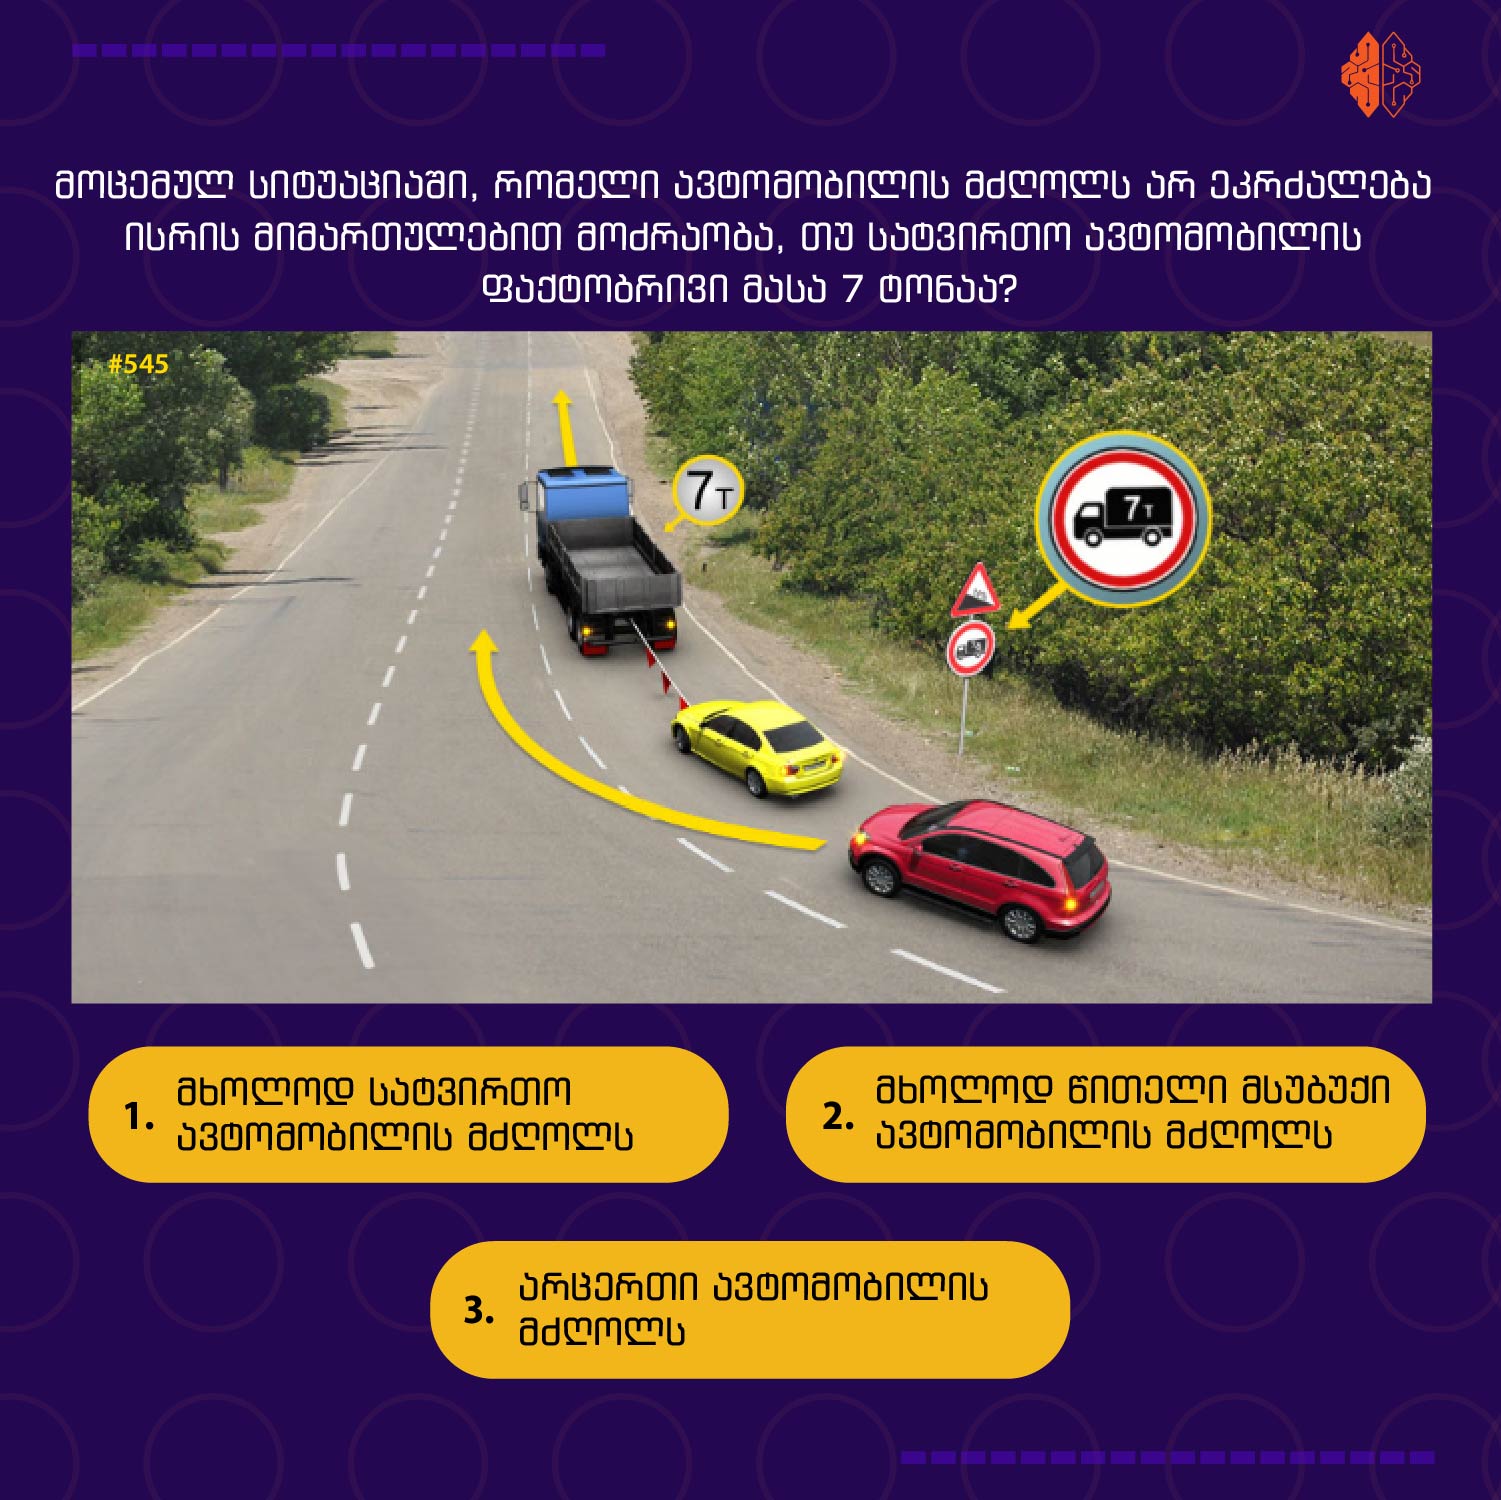 მოცემულ სიტუაციაში, რომელი ავტომობილის მძღოლს არ ეკრძალება
ისრის მიმართულებით მოძრაობა, თუ სატვირთო ავტომობილის
ფაქტობრივი მასა 7 ტონაა?
#545
7т
7т
1. მხოლოდ სატვირთო
ავტომობილის მძღოლს
2. მხოლოდ წითელი მსუბუქი
ავტომობილის მძღოლს
3. არცერთი ავტომობილის
მძღოლს